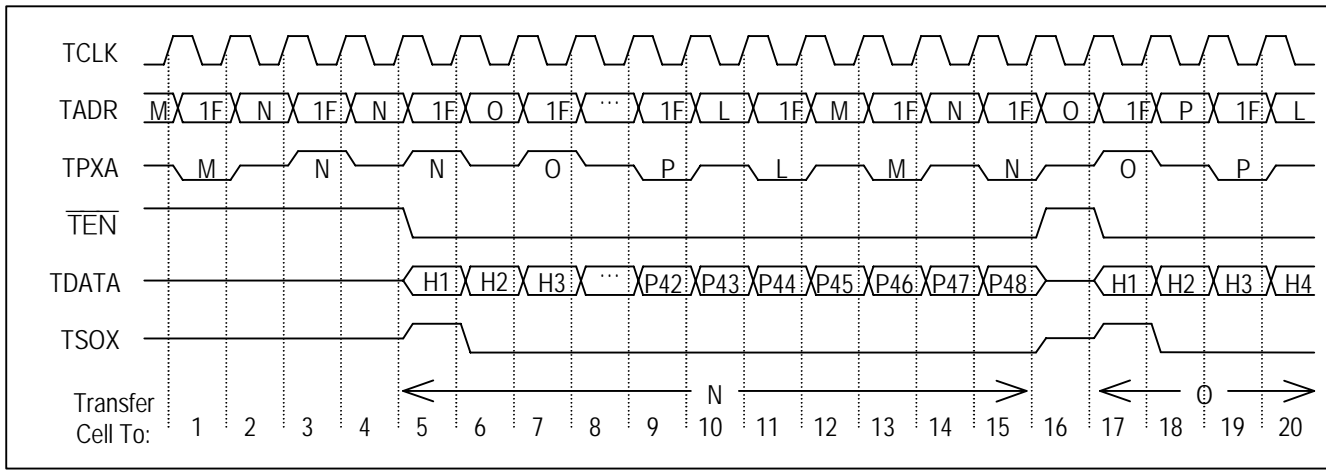 TCLK
TADR M 1F N 1F N 1F O 1F ... 1F L 1F M 1F N 1F O 1F P 1F L
TPXA M N N O P L M N O P
TEN
TDATA H1 H2 H3 ... P42 P43 P44 P45 P46 P47 P48 H1 H2 H3 H4
TSOX
N O
Transfer
Cell To: 1 2 3 4 5 6 7 8 9 10 11 12 13 14 15 16 17 18 19 20